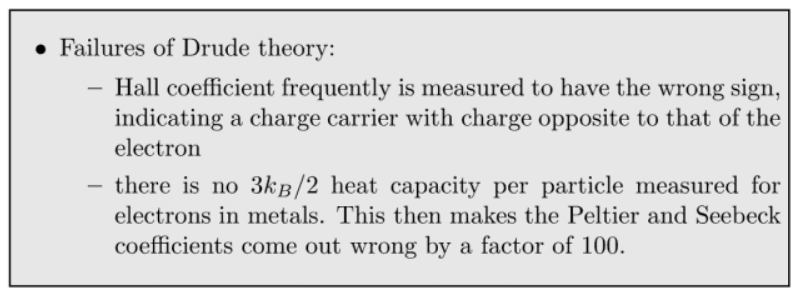 • Failures of Drude theory:
– Hall coefficient frequently is measured to have the wrong sign,
indicating a charge carrier with charge opposite to that of the
electron
– there is no 3k_B/2 heat capacity per particle measured for
electrons in metals. This then makes the Peltier and Seebeck
coefficients come out wrong by a factor of 100.